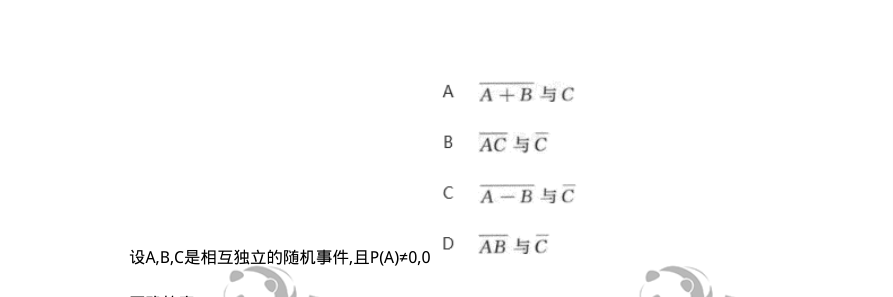 A $\overline{A+B}$ 与 C
B $\overline{AC}$ 与 $\overline{C}$
C $\overline{A-B}$ 与 $\overline{C}$
D $\overline{AB}$ 与 $\overline{C}$
设A,B,C是相互独立的随机事件,且P(A)≠0,0